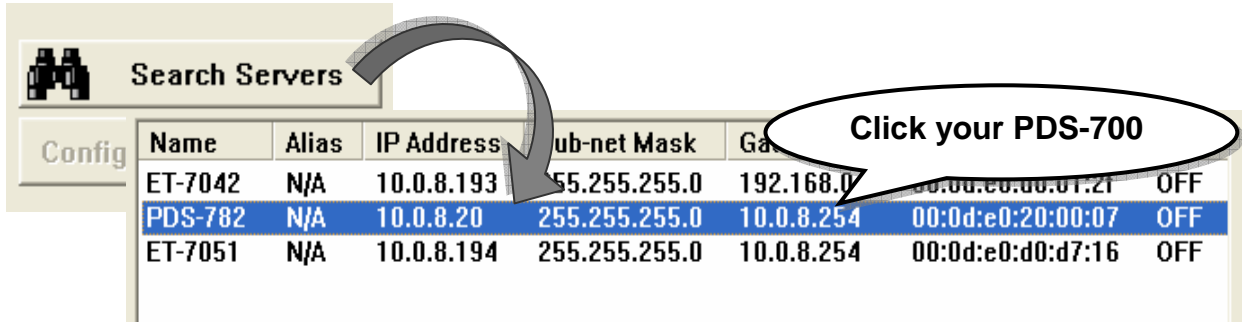 Search Servers
Click your PDS-700
Config
Name Alias IP Address Sub-net Mask
ET-7042 N/A 10.0.8.193 255.255.255.0 OFF
PDS-782 N/A 10.0.8.20 255.255.255.0 10.0.8.254 00:0d:e0:20:00:07 OFF
ET-7051 N/A 10.0.8.194 255.255.255.0 10.0.8.254 00:0d:e0:d0:d7:16 OFF